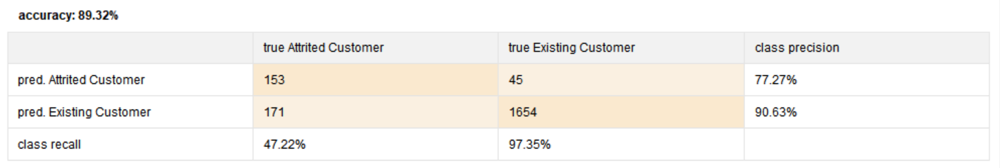 accuracy: 89.32%
true Attrited Customer true Existing Customer class precision
pred. Attrited Customer 153 45 77.27%
pred. Existing Customer 171 1654 90.63%
class recall 47.22% 97.35%